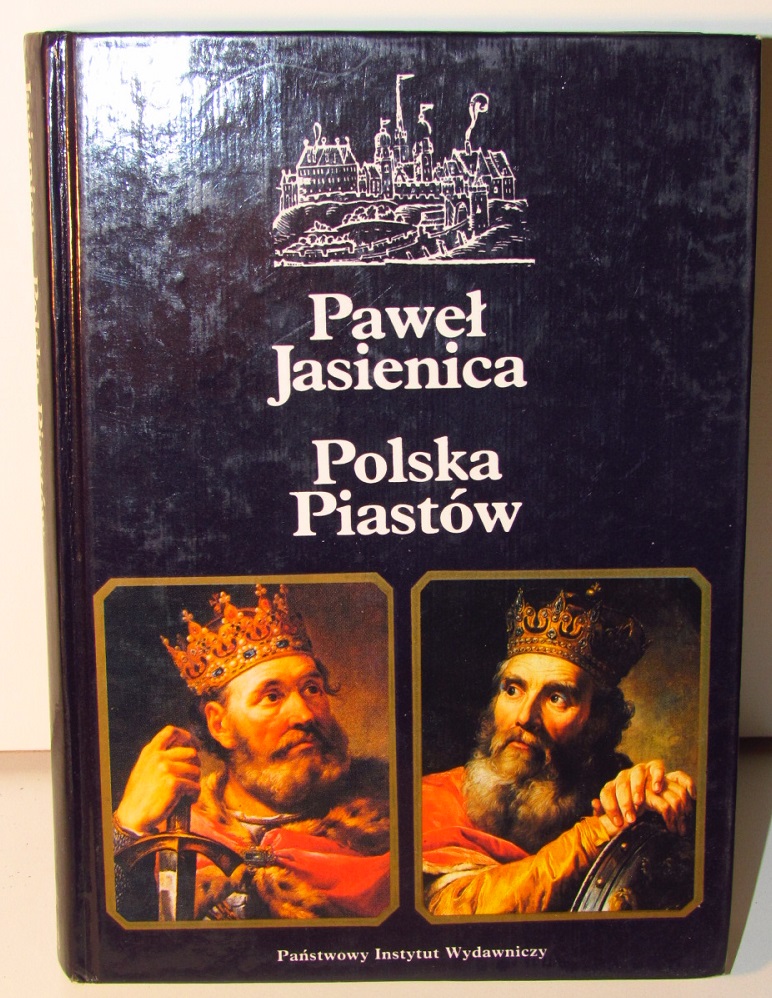 Paweł
Jasienica
Polska
Piastów
Państwowy Instytut Wydawniczy